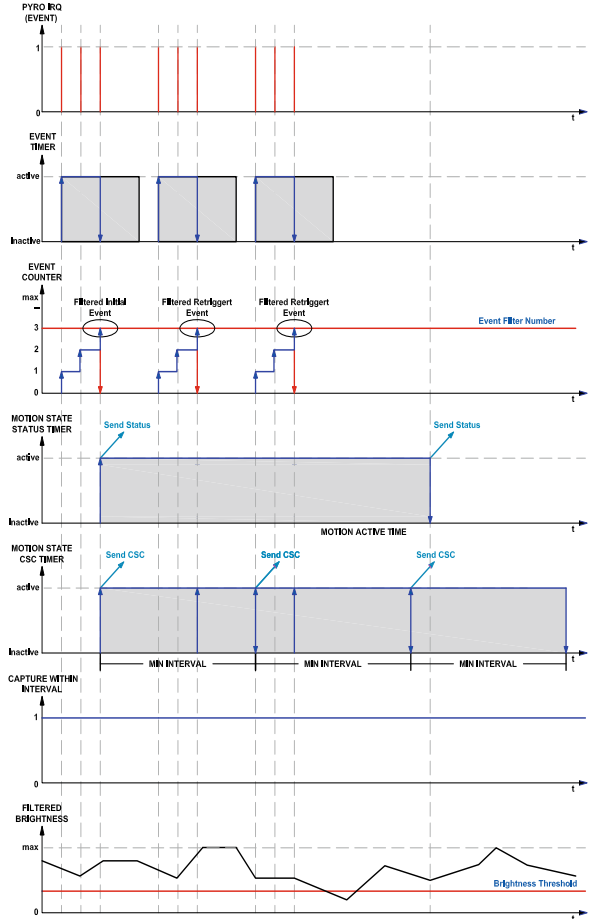 PYRO IRQ
(EVENT)
1
0
t
EVENT
TIMER
active
Inactive
t
EVENT
COUNTER
max
Filtered Initial
Event
Filtered Retriggert
Event
Filtered Retriggert
Event
Event Filter Number
3
2
1
0
t
MOTION STATE
STATUS TIMER
Send Status
Send Status
active
Inactive
MOTION ACTIVE TIME
t
MOTION STATE
CSC TIMER
Send CSC
Send CSC
Send CSC
active
Inactive
MIN INTERVAL
MIN INTERVAL
MIN INTERVAL
t
CAPTURE WITHIN
INTERVAL
1
0
t
FILTERED
BRIGHTNESS
max
Brightness Threshold
0
t